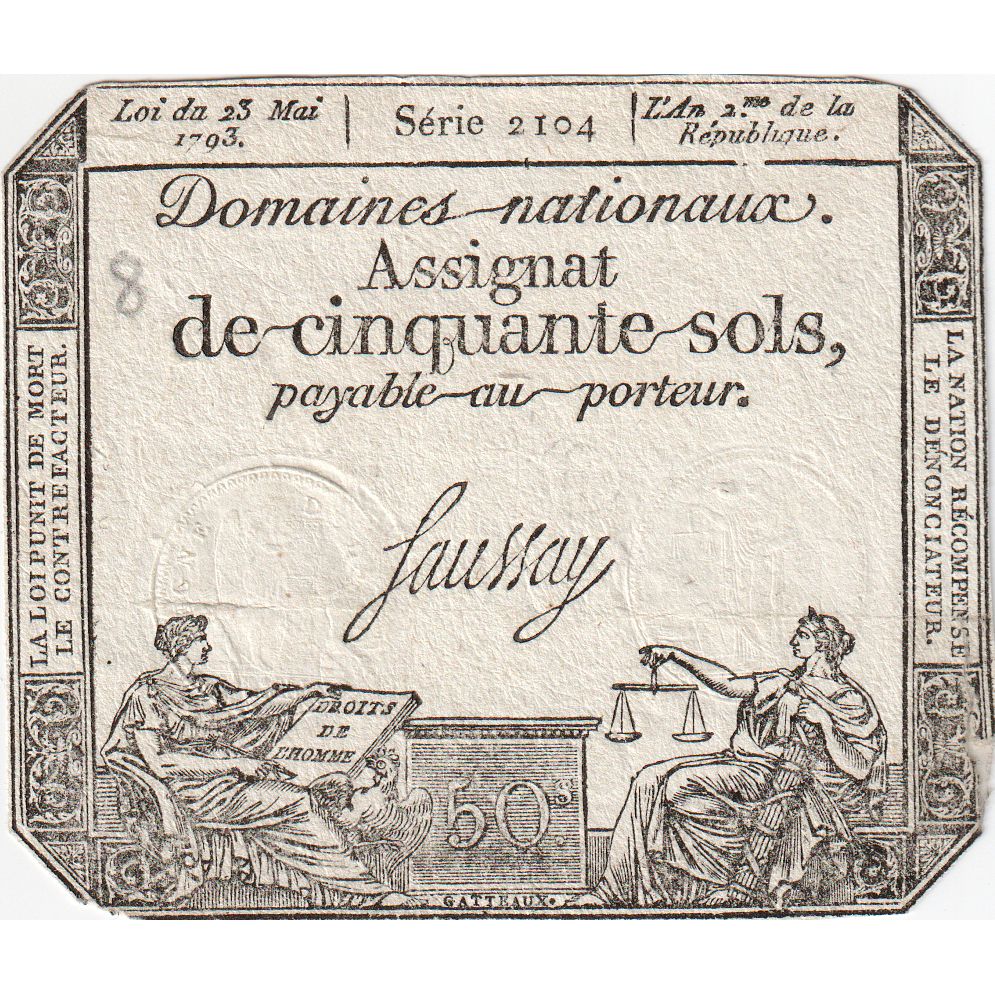 Loi du 23 Mai
1793.
Série 2104
L'An 2.me de la
République.
Domaines nationaux.
Assignat
de cinquante sols,
payable au porteur.
8
LA LOI PUNIT DE MORT
LE CONTREFACTEUR.
LA NATION RÉCOMPENSE
LE DÉNONCIATEUR.
Saussay
DROITS
DE
L'HOMME
50.s
GATTEAUX.